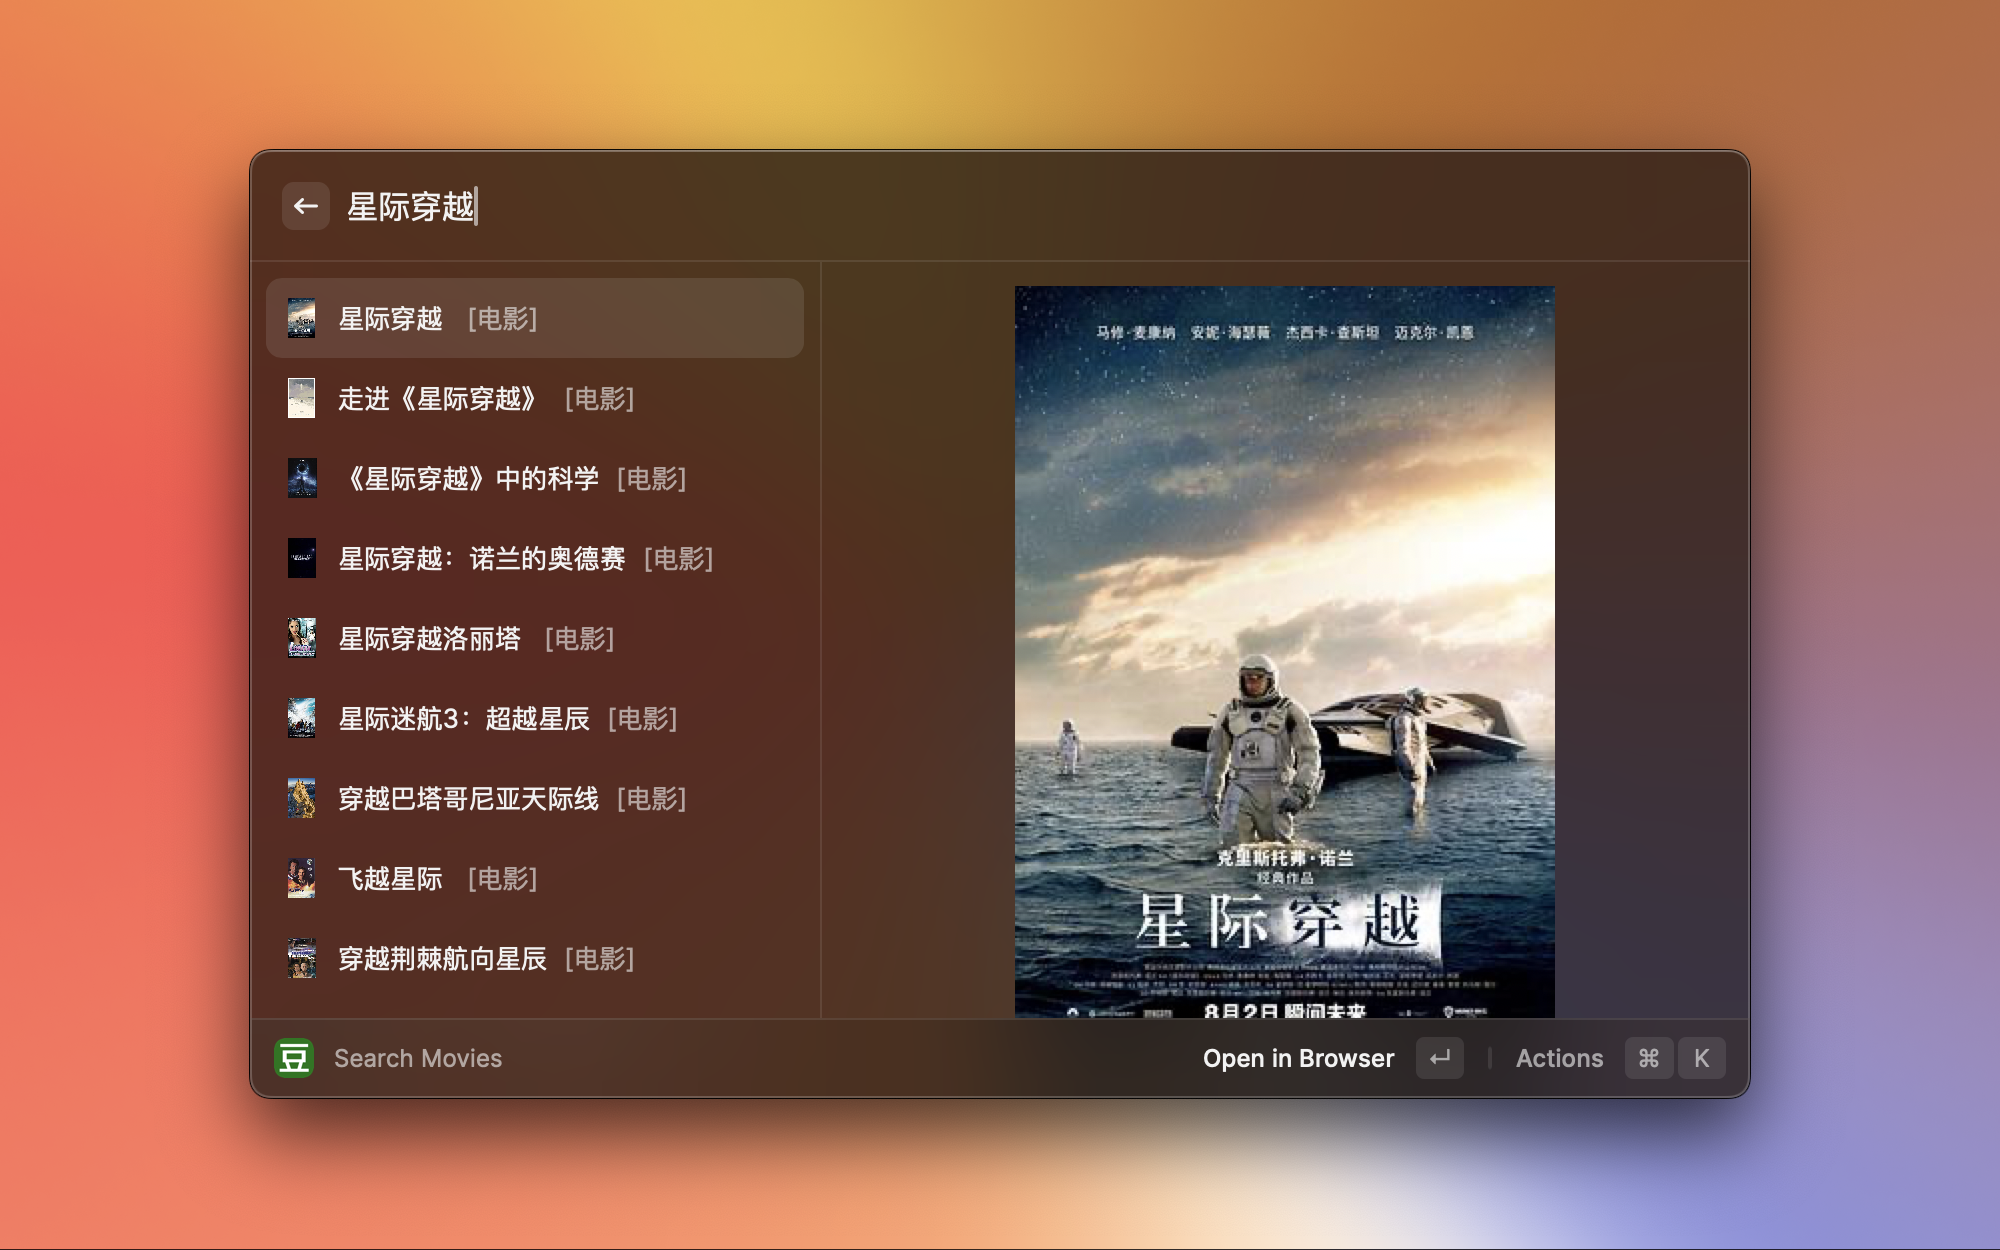 星际穿越
星际穿越 [电影]
走进《星际穿越》 [电影]
《星际穿越》中的科学 [电影]
星际穿越：诺兰的奥德赛 [电影]
星际穿越洛丽塔 [电影]
星际迷航3：超越星辰 [电影]
穿越巴塔哥尼亚天际线 [电影]
飞越星际 [电影]
穿越荆棘航向星辰 [电影]
马修·麦康纳 安妮·海瑟薇 杰西卡·查斯坦 迈克尔·凯恩
克里斯托弗·诺兰
经典作品
星际穿越
8月2日 瞬间未来
豆 Search Movies
Open in Browser ↵ Actions ⌘ K